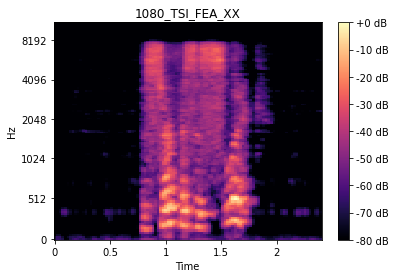 1080_TSI_FEA_XX
Hz
8192
4096
2048
1024
512
0
0
0.5
1
1.5
2
Time
+0 dB
-10 dB
-20 dB
-30 dB
-40 dB
-50 dB
-60 dB
-70 dB
-80 dB